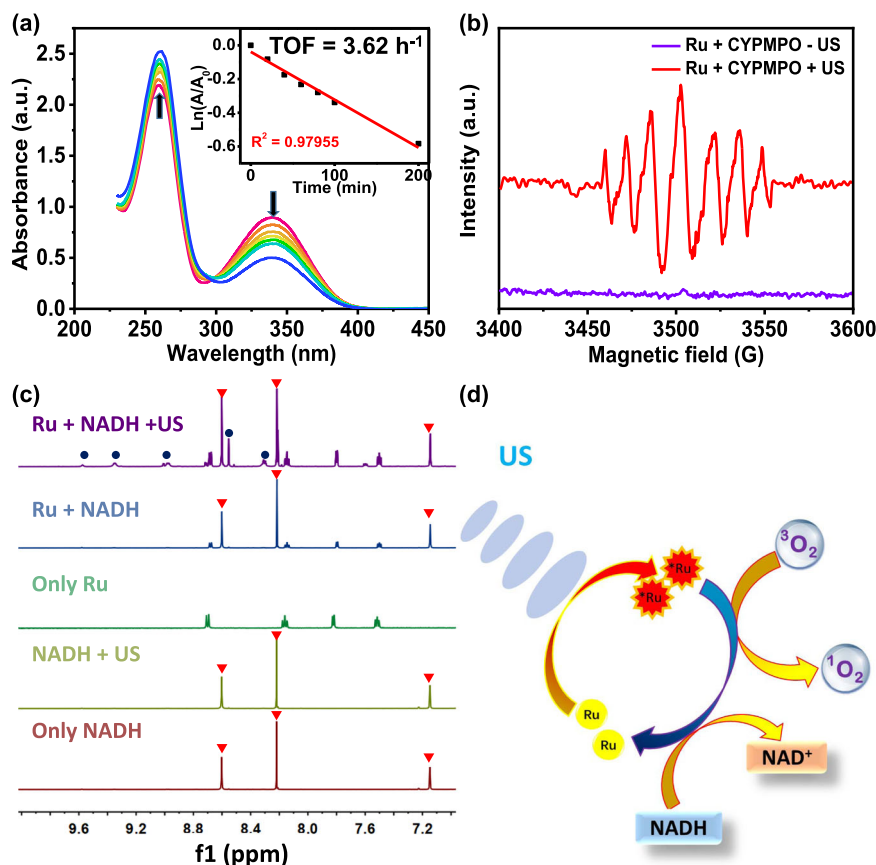 (a)
TOF = 3.62 h⁻¹
Ln(A/A₀)
0.0
-0.2
-0.4
-0.6
R² = 0.97955
0
100
200
Time (min)
Absorbance (a.u.)
2.5
2.0
1.5
1.0
0.5
0.0
200
250
300
350
400
450
Wavelength (nm)
(b)
Ru + CYPMPO - US
Ru + CYPMPO + US
Intensity (a.u.)
3400
3450
3500
3550
3600
Magnetic field (G)
(c)
Ru + NADH +US
Ru + NADH
Only Ru
NADH + US
Only NADH
9.6
9.2
8.8
8.4
8.0
7.6
7.2
f1 (ppm)
(d)
US
*Ru
*Ru
³O₂
¹O₂
Ru
Ru
NAD⁺
NADH